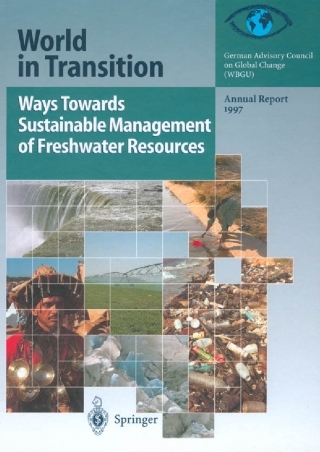 World
in Transition
German Advisory Council
on Global Change
(WBGU)
Ways Towards
Sustainable Management
of Freshwater Resources
Annual Report
1997
Springer